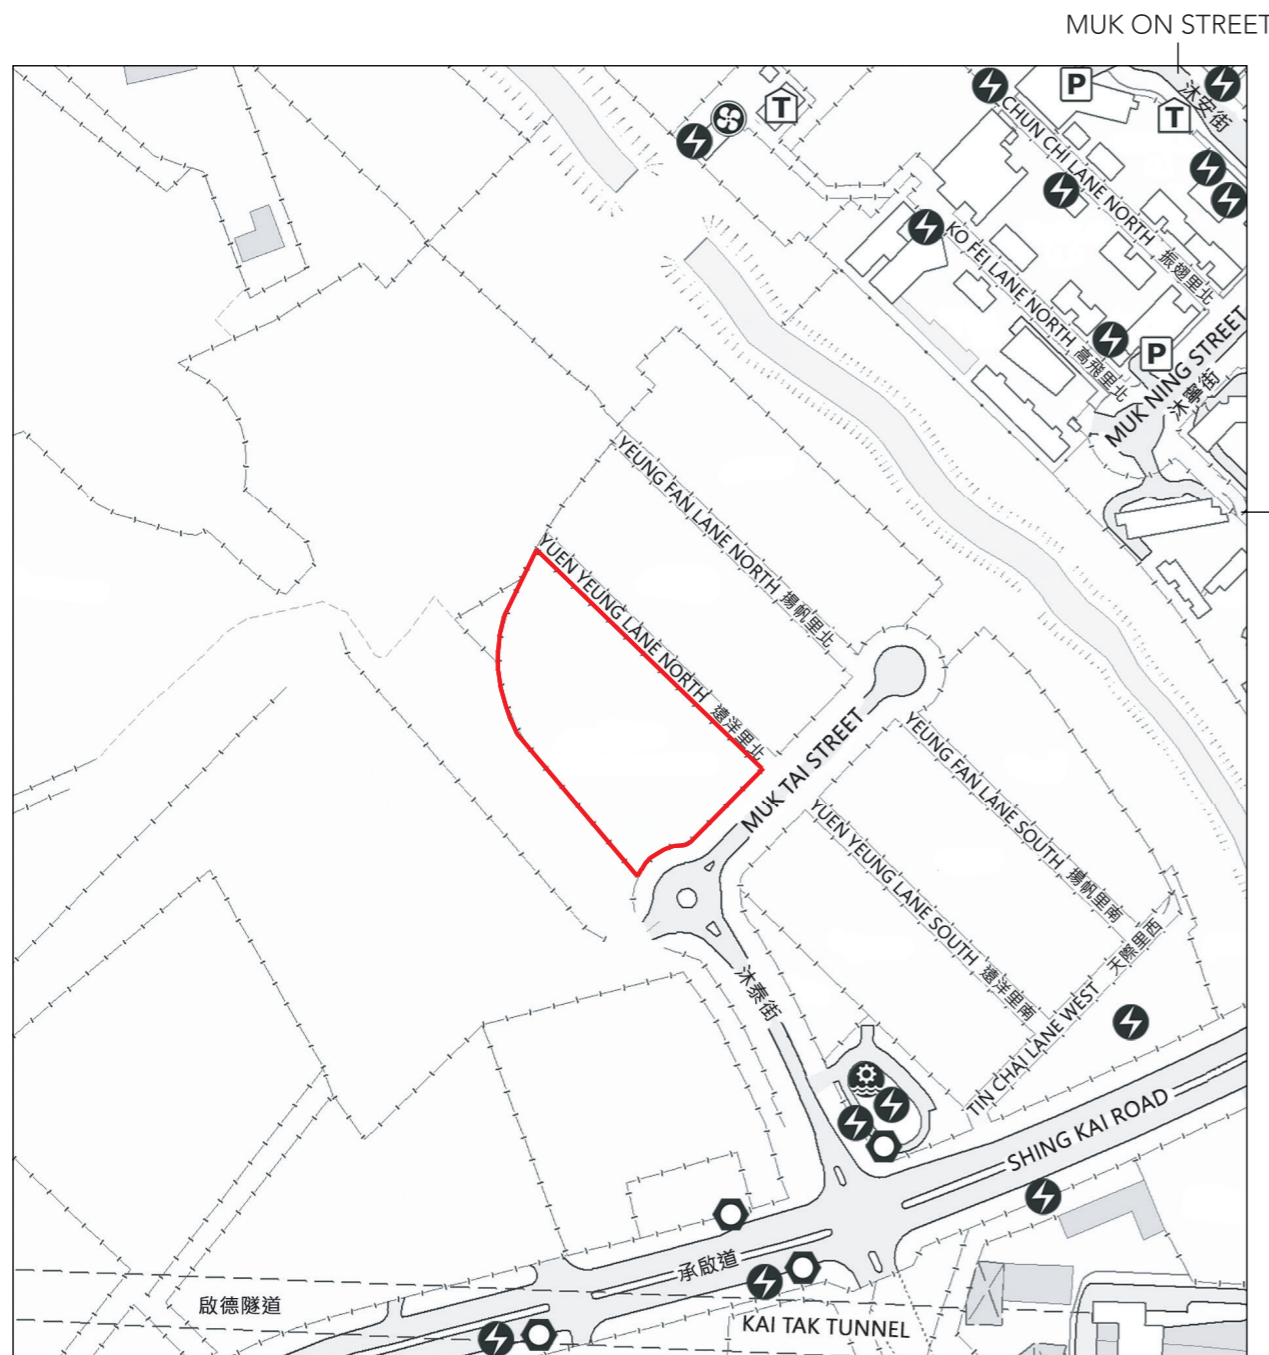 MUK ON STREET
P
沐安街
T
T
CHUN CHI LANE NORTH 振翅里北
KO FEI LANE NORTH 高飛里北
P
MUK NING STREET
沐寧街
YEUNG FAN LANE NORTH 揚帆里北
YUEN YEUNG LANE NORTH 遠洋里北
MUK TAI STREET
YEUNG FAN LANE SOUTH 揚帆里南
YUEN YEUNG LANE SOUTH 遠洋里南
TIN CHAI LANE WEST 天際里西
沐泰街
SHING KAI ROAD
承啟道
啟德隧道
KAI TAK TUNNEL